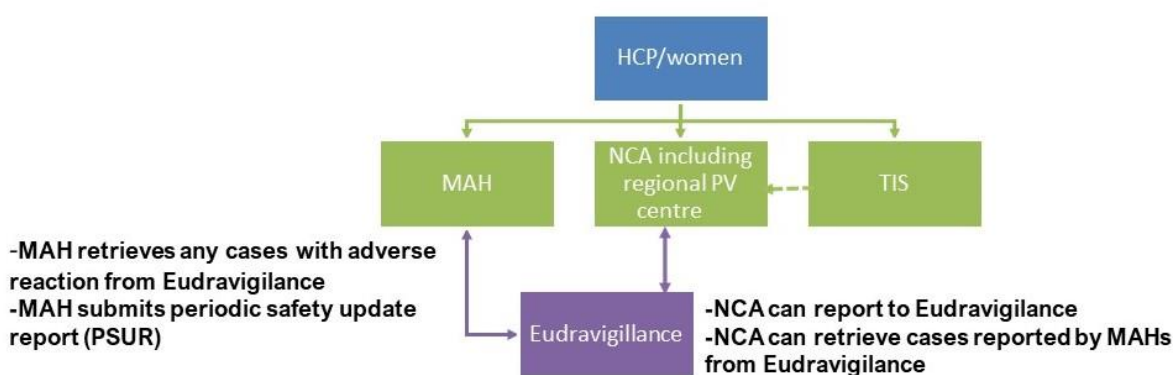 HCP/women
MAH
NCA including
regional PV
centre
TIS
-MAH retrieves any cases with adverse
reaction from Eudravigilance
-MAH submits periodic safety update
report (PSUR)
Eudravigillance
-NCA can report to Eudravigilance
-NCA can retrieve cases reported by MAHs
from Eudravigilance